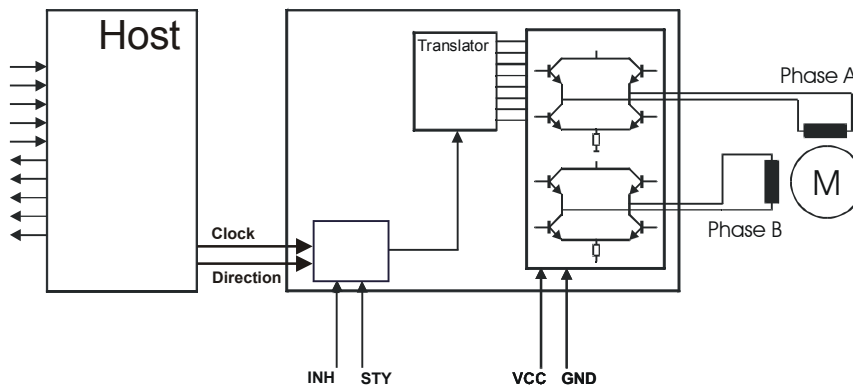 Host
Translator
Phase A
M
Phase B
Clock
Direction
INH STY
VCC GND